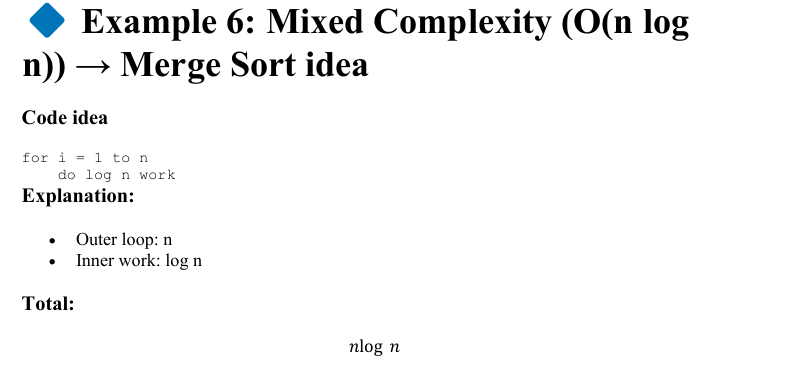 Example 6: Mixed Complexity (O(n log
n)) → Merge Sort idea
Code idea
for i = 1 to n
    do log n work
Explanation:
• Outer loop: n
• Inner work: log n
Total:
nlog n